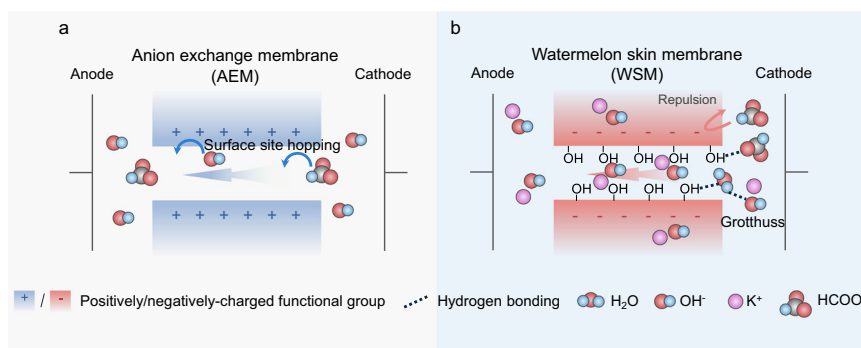 a
Anion exchange membrane
(AEM)
Anode
Cathode
+ + + + + +
Surface site hopping
+ + + + + +
b
Watermelon skin membrane
(WSM)
Anode
Cathode
Repulsion
- - - - - -
OH OH OH OH OH
OH OH OH OH
- - - - - -
Grotthuss
+ / - Positively/negatively-charged functional group
Hydrogen bonding
H₂O
OH⁻
K⁺
HCOO